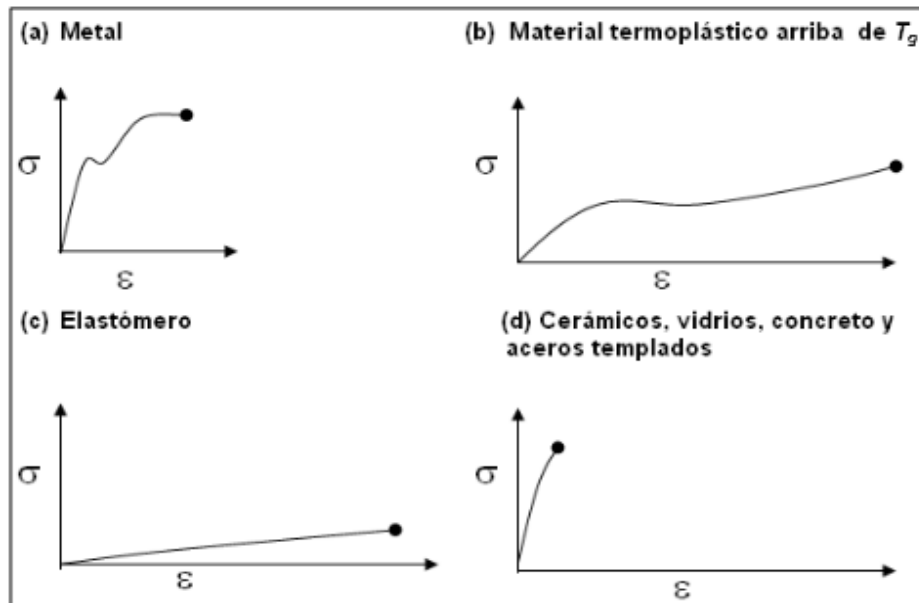 (a) Metal
(b) Material termoplástico arriba de Tg
σ
ε
σ
ε
(c) Elastómero
(d) Cerámicos, vidrios, concreto y
aceros templados
σ
ε
σ
ε